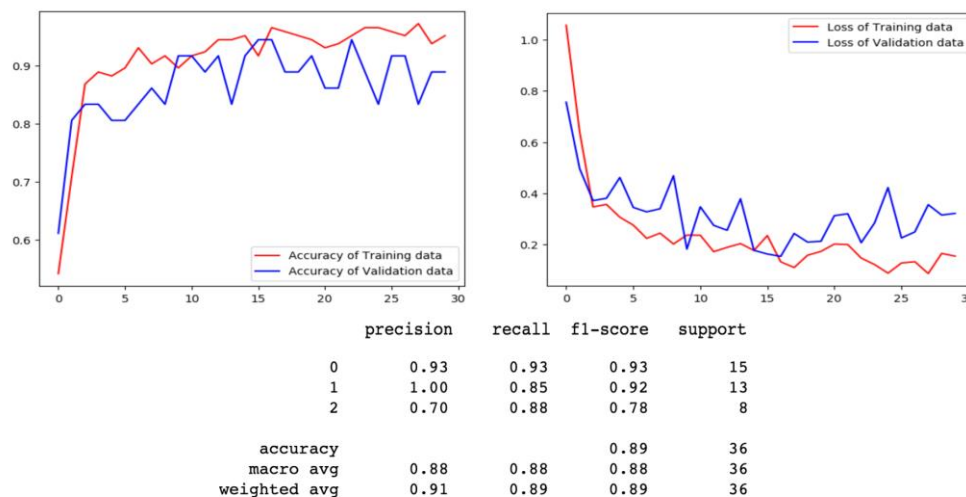 Accuracy of Training data
Accuracy of Validation data
0.9
0.8
0.7
0.6
0 5 10 15 20 25 30
Loss of Training data
Loss of Validation data
1.0
0.8
0.6
0.4
0.2
0 5 10 15 20 25
precision recall f1-score support
0 0.93 0.93 0.93 15
1 1.00 0.85 0.92 13
2 0.70 0.88 0.78 8
accuracy 0.89 36
macro avg 0.88 0.88 0.88 36
weighted avg 0.91 0.89 0.89 36